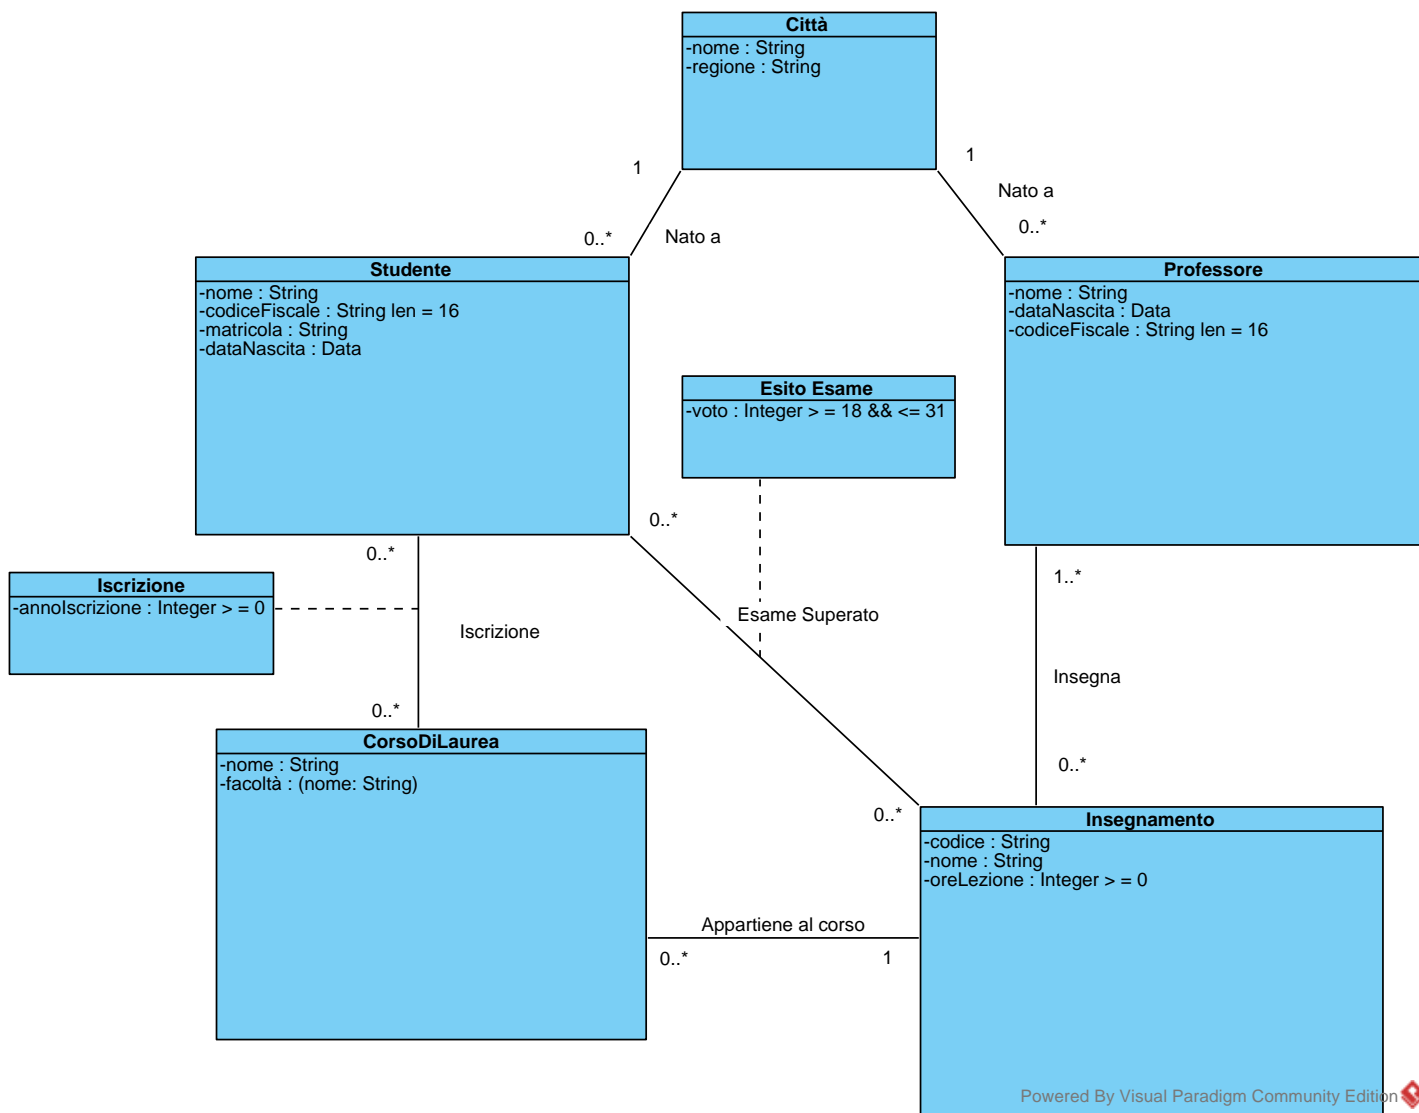 Città
-nome : String
-regione : String
1
1
Nato a
0..*
0..*
Nato a
Studente
-nome : String
-codiceFiscale : String len = 16
-matricola : String
-dataNascita : Data
Professore
-nome : String
-dataNascita : Data
-codiceFiscale : String len = 16
Esito Esame
-voto : Integer > = 18 && <= 31
0..*
0..*
1..*
Iscrizione
-annoIscrizione : Integer > = 0
Esame Superato
Iscrizione
Insegna
0..*
0..*
0..*
CorsoDiLaurea
-nome : String
-facoltà : (nome: String)
Insegnamento
-codice : String
-nome : String
-oreLezione : Integer > = 0
Appartiene al corso
0..*
1
Powered By Visual Paradigm Community Edition